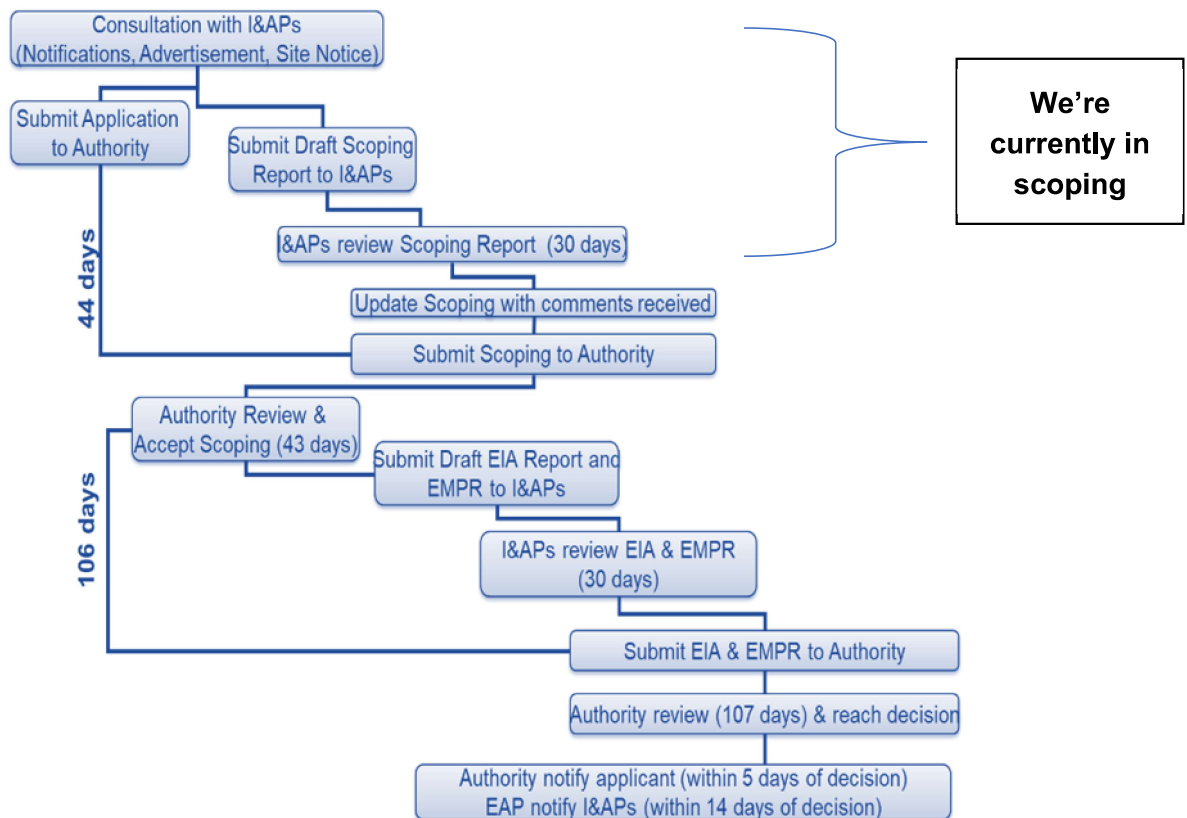 Consultation with I&APs
(Notifications, Advertisement, Site Notice)
We're
currently in
scoping
Submit Application
to Authority
Submit Draft Scoping
Report to I&APs
44 days
I&APs review Scoping Report (30 days)
Update Scoping with comments received
Submit Scoping to Authority
Authority Review &
Accept Scoping (43 days)
106 days
Submit Draft EIA Report and
EMPR to I&APs
I&APs review EIA & EMPR
(30 days)
Submit EIA & EMPR to Authority
Authority review (107 days) & reach decision
Authority notify applicant (within 5 days of decision)
EAP notify I&APs (within 14 days of decision)